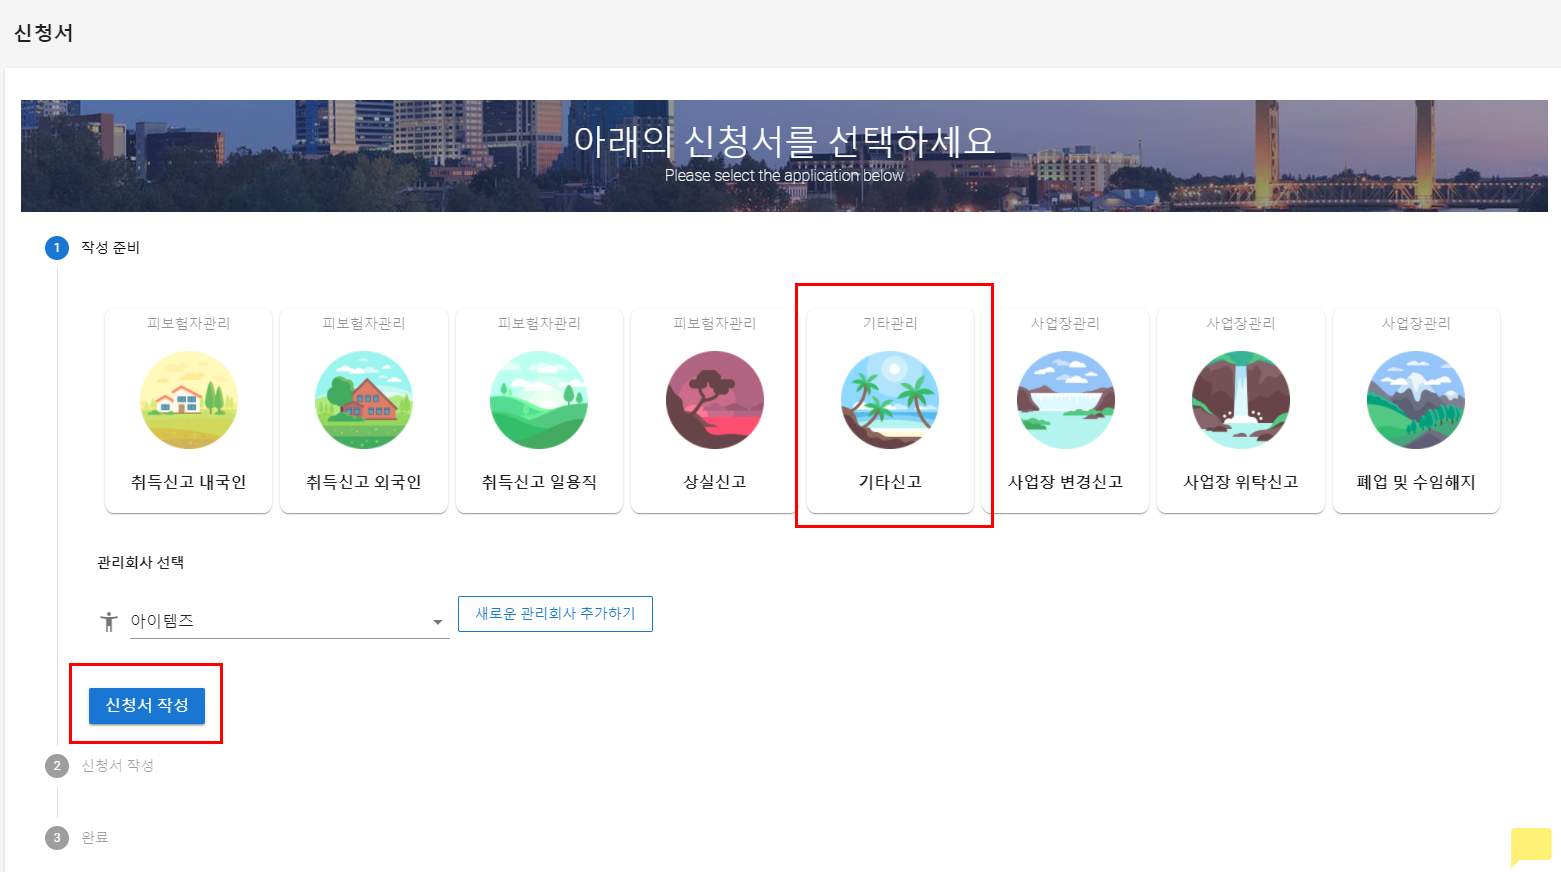 신청서
아래의 신청서를 선택하세요
Please select the application below
1 작성 준비
피보험자관리
취득신고 내국인
피보험자관리
취득신고 외국인
피보험자관리
취득신고 일용직
피보험자관리
상실신고
기타관리
기타신고
사업장관리
사업장 변경신고
사업장관리
사업장 위탁신고
사업장관리
폐업 및 수임해지
관리회사 선택
아이템즈
새로운 관리회사 추가하기
신청서 작성
2 신청서 작성
3 완료